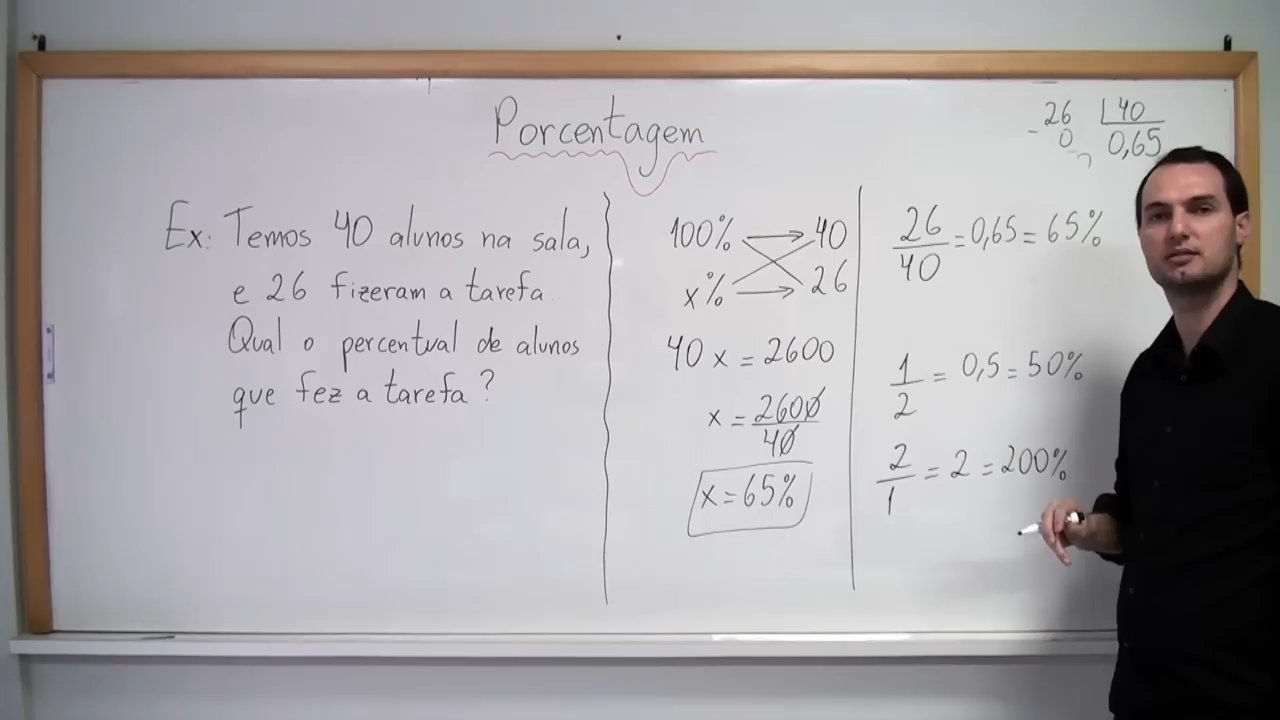 Porcentagem
Ex: Temos 40 alunos na sala,
e 26 fizeram a tarefa.
Qual o percentual de alunos
que fez a tarefa?
100% → 40
x% → 26
40 x = 2600
x = 2600/40
x = 65%
26 40
- 0 0,65
26/40 = 0,65 = 65%
1/2 = 0,5 = 50%
2/1 = 2 = 200%